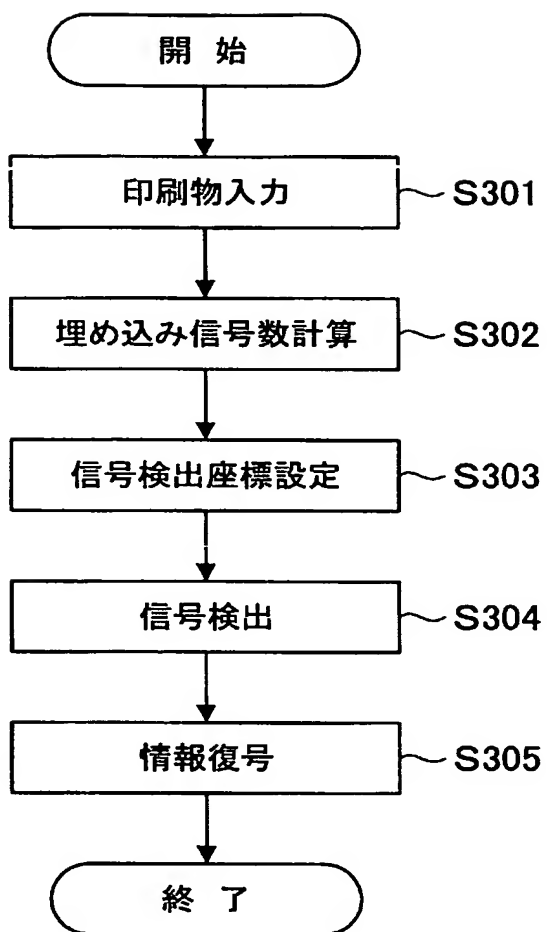 開 始
印刷物入力 S301
埋め込み信号数計算 S302
信号検出座標設定 S303
信号検出 S304
情報復号 S305
終 了